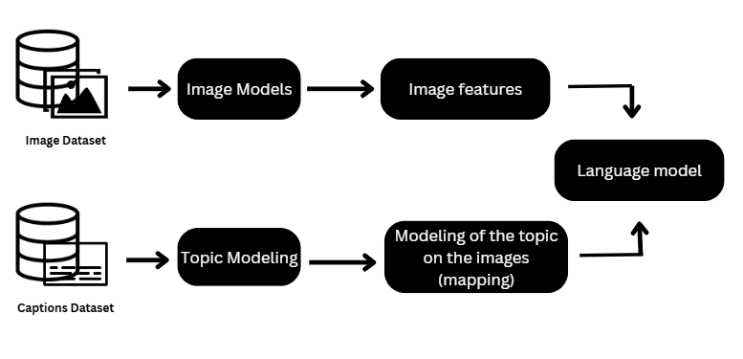 Image Models
Image features
Image Dataset
Language model
Topic Modeling
Modeling of the topic
on the images
(mapping)
Captions Dataset